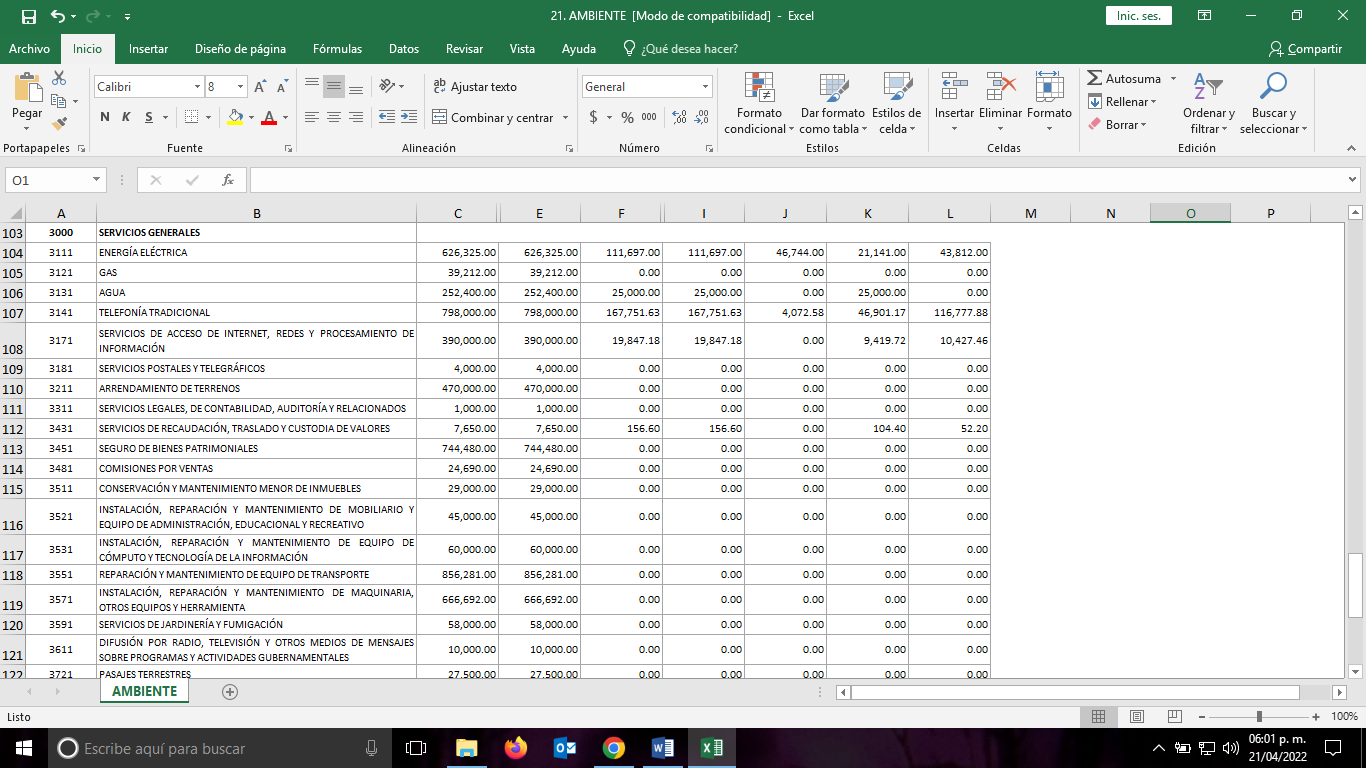 21. AMBIENTE [Modo de compatibilidad] - Excel
Inic. ses.
Archivo Inicio Insertar Diseño de página Fórmulas Datos Revisar Vista Ayuda ¿Qué desea hacer? Compartir
Pegar
Calibri 8
N K S
Ajustar texto
Combinar y centrar
General
$ % 000
Formato condicional
Dar formato como tabla
Estilos de celda
Insertar Eliminar Formato
Autosuma
Rellenar
Borrar
Ordenar y filtrar
Buscar y seleccionar
Portapapeles Fuente Alineación Número Estilos Celdas Edición
O1 fx
A B C E F I J K L M N O P
103 3000 SERVICIOS GENERALES
104 3111 ENERGÍA ELÉCTRICA 626,325.00 626,325.00 111,697.00 111,697.00 46,744.00 21,141.00 43,812.00
105 3121 GAS 39,212.00 39,212.00 0.00 0.00 0.00 0.00 0.00
106 3131 AGUA 252,400.00 252,400.00 25,000.00 25,000.00 0.00 25,000.00 0.00
107 3141 TELEFONÍA TRADICIONAL 798,000.00 798,000.00 167,751.63 167,751.63 4,072.58 46,901.17 116,777.88
108 3171 SERVICIOS DE ACCESO DE INTERNET, REDES Y PROCESAMIENTO DE
INFORMACIÓN 390,000.00 390,000.00 19,847.18 19,847.18 0.00 9,419.72 10,427.46
109 3181 SERVICIOS POSTALES Y TELEGRÁFICOS 4,000.00 4,000.00 0.00 0.00 0.00 0.00 0.00
110 3211 ARRENDAMIENTO DE TERRENOS 470,000.00 470,000.00 0.00 0.00 0.00 0.00 0.00
111 3311 SERVICIOS LEGALES, DE CONTABILIDAD, AUDITORÍA Y RELACIONADOS 1,000.00 1,000.00 0.00 0.00 0.00 0.00 0.00
112 3431 SERVICIOS DE RECAUDACIÓN, TRASLADO Y CUSTODIA DE VALORES 7,650.00 7,650.00 156.60 156.60 0.00 104.40 52.20
113 3451 SEGURO DE BIENES PATRIMONIALES 744,480.00 744,480.00 0.00 0.00 0.00 0.00 0.00
114 3481 COMISIONES POR VENTAS 24,690.00 24,690.00 0.00 0.00 0.00 0.00 0.00
115 3511 CONSERVACIÓN Y MANTENIMIENTO MENOR DE INMUEBLES 29,000.00 29,000.00 0.00 0.00 0.00 0.00 0.00
116 3521 INSTALACIÓN, REPARACIÓN Y MANTENIMIENTO DE MOBILIARIO Y
EQUIPO DE ADMINISTRACIÓN, EDUCACIONAL Y RECREATIVO 45,000.00 45,000.00 0.00 0.00 0.00 0.00 0.00
117 3531 INSTALACIÓN, REPARACIÓN Y MANTENIMIENTO DE EQUIPO DE
CÓMPUTO Y TECNOLOGÍA DE LA INFORMACIÓN 60,000.00 60,000.00 0.00 0.00 0.00 0.00 0.00
118 3551 REPARACIÓN Y MANTENIMIENTO DE EQUIPO DE TRANSPORTE 856,281.00 856,281.00 0.00 0.00 0.00 0.00 0.00
119 3571 INSTALACIÓN, REPARACIÓN Y MANTENIMIENTO DE MAQUINARIA,
OTROS EQUIPOS Y HERRAMIENTA 666,692.00 666,692.00 0.00 0.00 0.00 0.00 0.00
120 3591 SERVICIOS DE JARDINERÍA Y FUMIGACIÓN 58,000.00 58,000.00 0.00 0.00 0.00 0.00 0.00
121 3611 DIFUSIÓN POR RADIO, TELEVISIÓN Y OTROS MEDIOS DE MENSAJES
SOBRE PROGRAMAS Y ACTIVIDADES GUBERNAMENTALES 10,000.00 10,000.00 0.00 0.00 0.00 0.00 0.00
122 3721 PASAJES TERRESTRES 27,500.00 27,500.00 0.00 0.00 0.00 0.00 0.00
AMBIENTE
Listo 100%
Escribe aquí para buscar
06:01 p. m.
21/04/2022